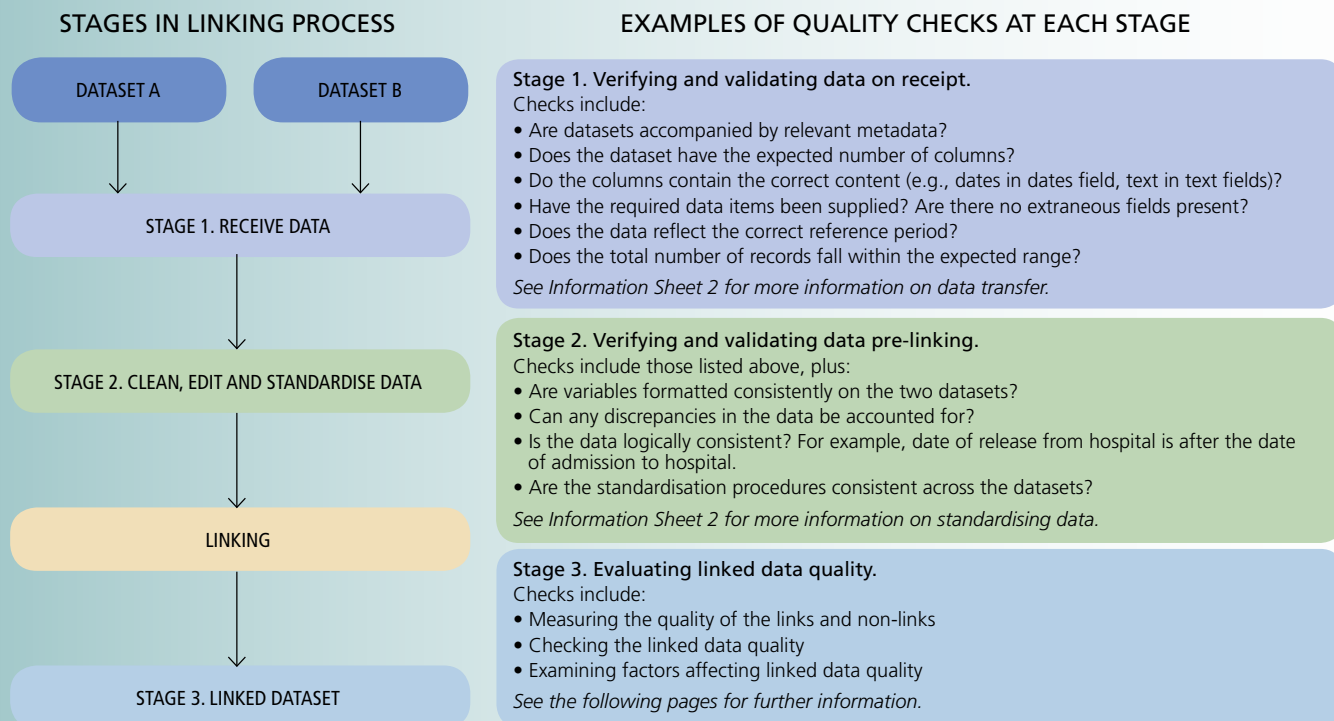 STAGES IN LINKING PROCESS
DATASET A
DATASET B
STAGE 1. RECEIVE DATA
STAGE 2. CLEAN, EDIT AND STANDARDISE DATA
LINKING
STAGE 3. LINKED DATASET
EXAMPLES OF QUALITY CHECKS AT EACH STAGE
Stage 1. Verifying and validating data on receipt.
Checks include:
• Are datasets accompanied by relevant metadata?
• Does the dataset have the expected number of columns?
• Do the columns contain the correct content (e.g., dates in dates field, text in text fields)?
• Have the required data items been supplied? Are there no extraneous fields present?
• Does the data reflect the correct reference period?
• Does the total number of records fall within the expected range?
See Information Sheet 2 for more information on data transfer.
Stage 2. Verifying and validating data pre-linking.
Checks include those listed above, plus:
• Are variables formatted consistently on the two datasets?
• Can any discrepancies in the data be accounted for?
• Is the data logically consistent? For example, date of release from hospital is after the date
of admission to hospital.
• Are the standardisation procedures consistent across the datasets?
See Information Sheet 2 for more information on standardising data.
Stage 3. Evaluating linked data quality.
Checks include:
• Measuring the quality of the links and non-links
• Checking the linked data quality
• Examining factors affecting linked data quality
See the following pages for further information.